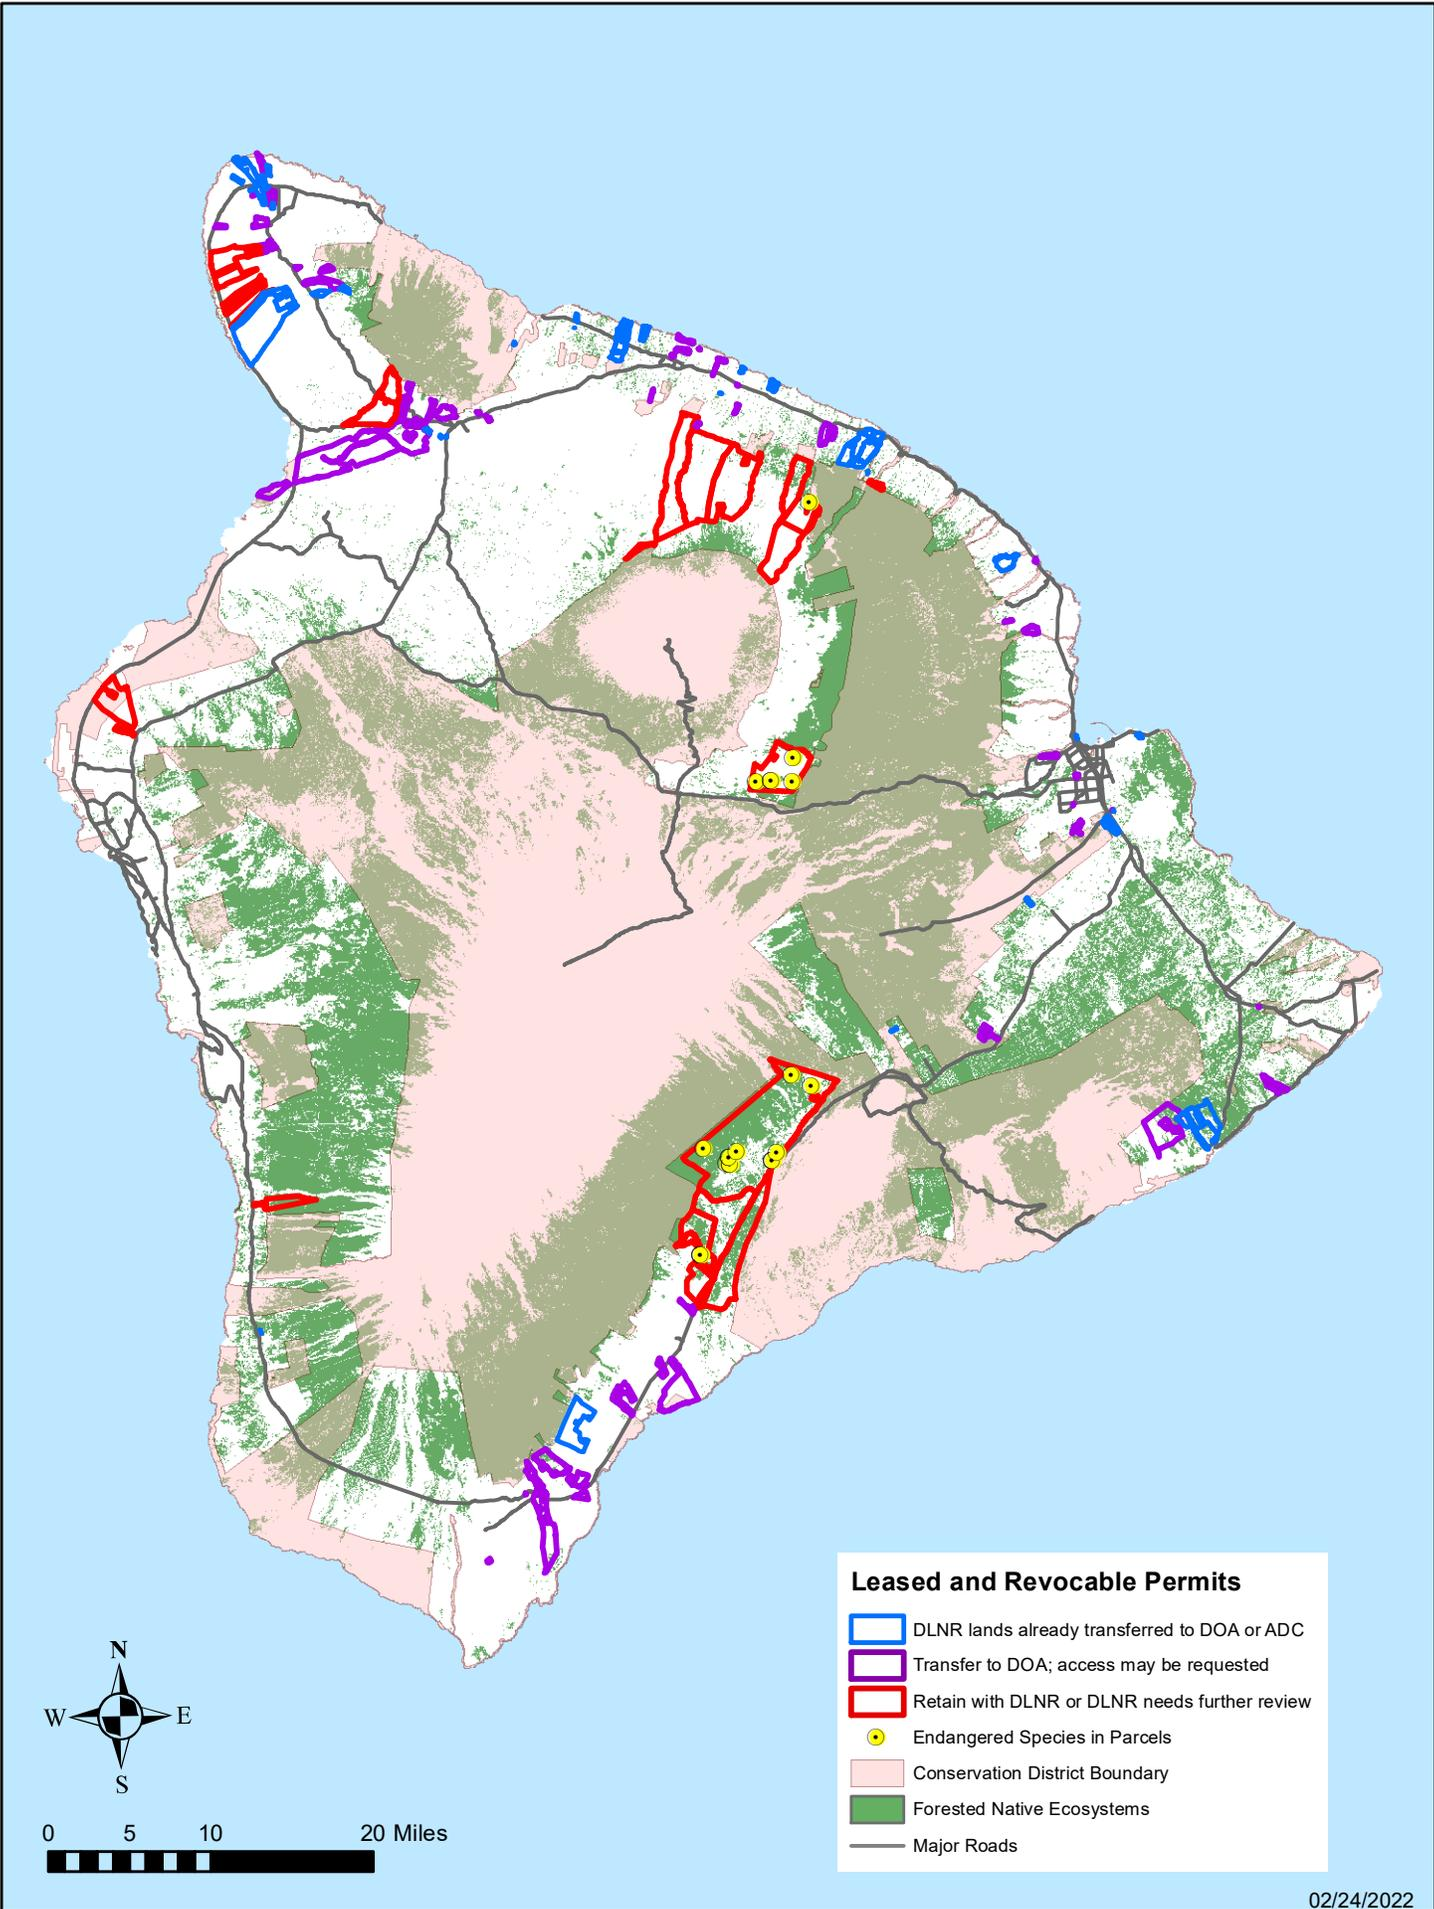 Leased and Revocable Permits
DLNR lands already transferred to DOA or ADC
Transfer to DOA; access may be requested
Retain with DLNR or DLNR needs further review
Endangered Species in Parcels
Conservation District Boundary
Forested Native Ecosystems
Major Roads
N
W E
S
0 5 10 20 Miles
02/24/2022